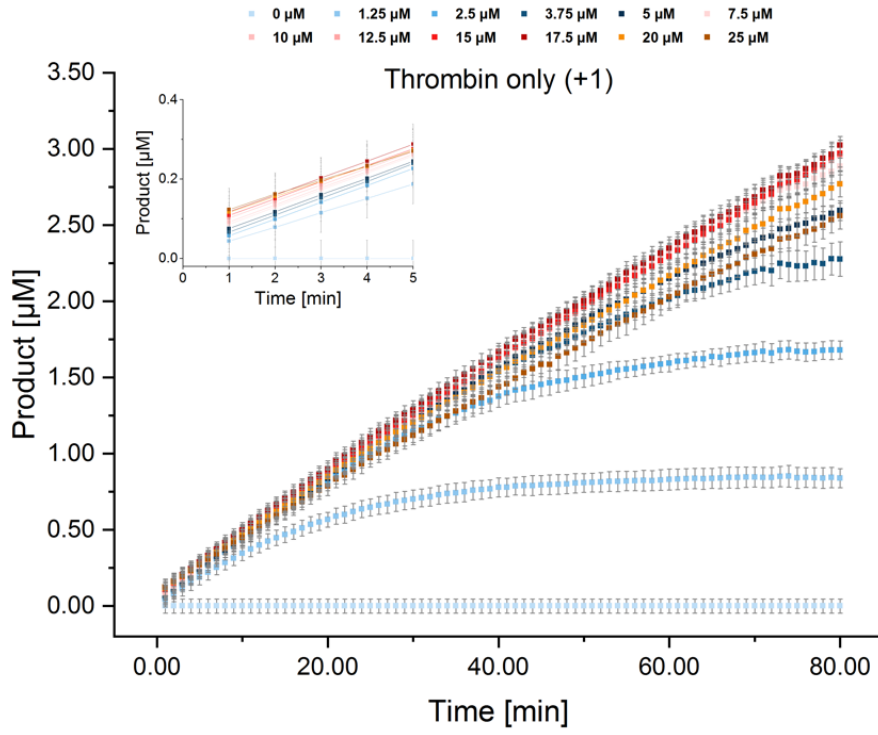 0 µM 1.25 µM 2.5 µM 3.75 µM 5 µM 7.5 µM
10 µM 12.5 µM 15 µM 17.5 µM 20 µM 25 µM
Thrombin only (+1)
3.50
3.00
2.50
2.00
1.50
1.00
0.50
0.00
Product [µM]
0.00 20.00 40.00 60.00 80.00
Time [min]
0.4
0.2
0.0
Product [µM]
0 1 2 3 4 5
Time [min]